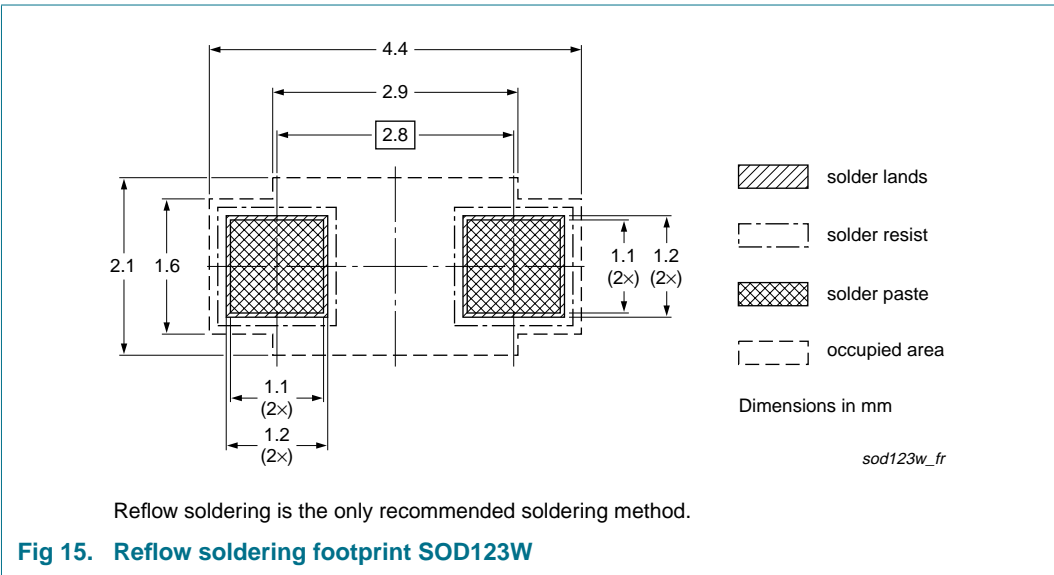 4.4
2.9
2.8
2.1 1.6
1.1 (2×) 1.2 (2×)
1.1 (2×)
1.2 (2×)
solder lands
solder resist
solder paste
occupied area
Dimensions in mm
sod123w_fr
Reflow soldering is the only recommended soldering method.
Fig 15. Reflow soldering footprint SOD123W